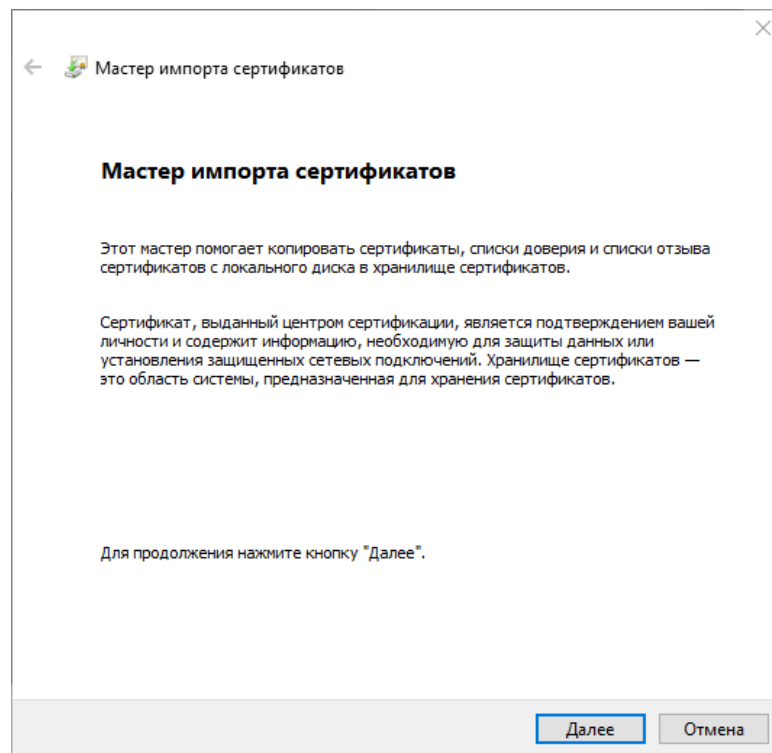 Мастер импорта сертификатов
Мастер импорта сертификатов
Этот мастер помогает копировать сертификаты, списки доверия и списки отзыва
сертификатов с локального диска в хранилище сертификатов.
Сертификат, выданный центром сертификации, является подтверждением вашей
личности и содержит информацию, необходимую для защиты данных или
установления защищенных сетевых подключений. Хранилище сертификатов —
это область системы, предназначенная для хранения сертификатов.
Для продолжения нажмите кнопку "Далее".
Далее
Отмена